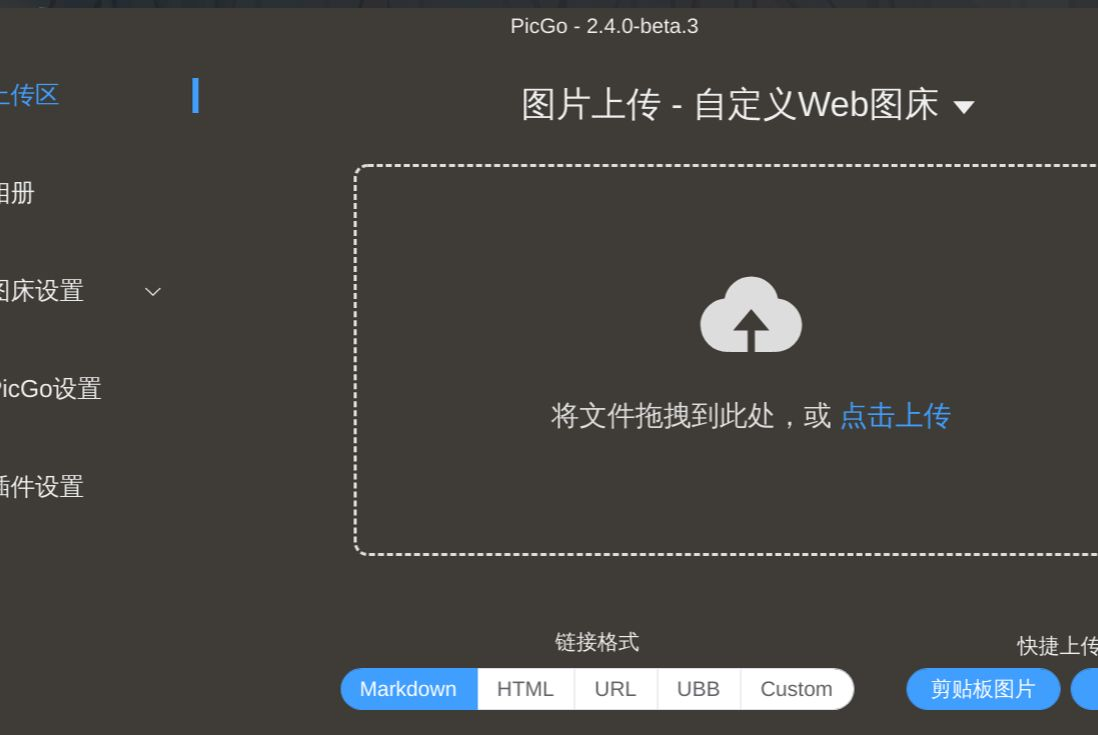 PicGo - 2.4.0-beta.3
上传区
图片上传 - 自定义Web图床
相册
图床设置
PicGo设置
将文件拖拽到此处，或 点击上传
插件设置
链接格式
快捷上传
Markdown HTML URL UBB Custom
剪贴板图片